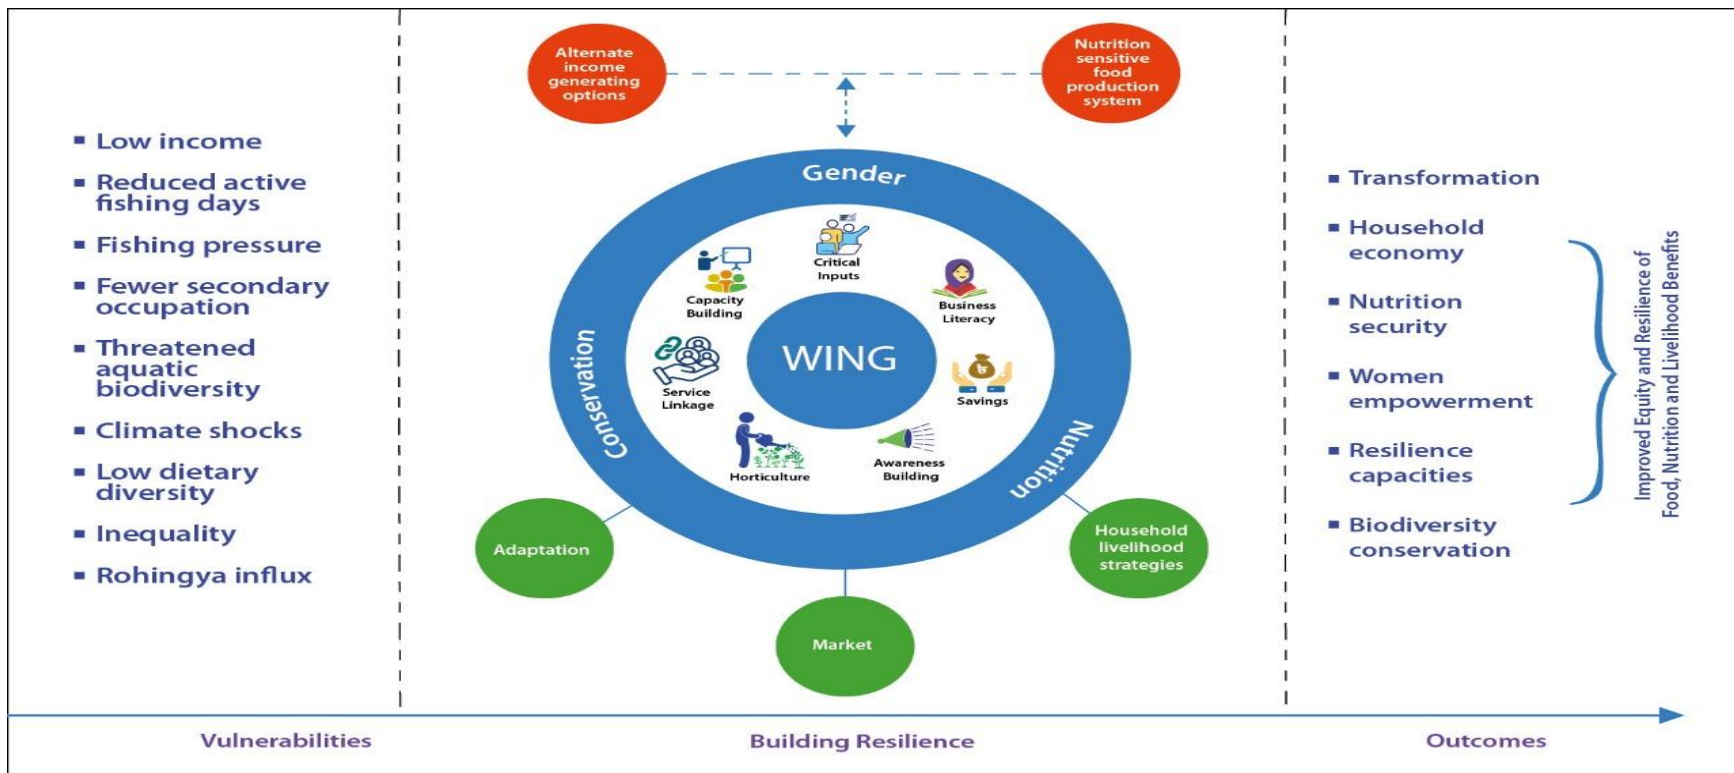 Low income
Reduced active
fishing days
Fishing pressure
Fewer secondary
occupation
Threatened
aquatic
biodiversity
Climate shocks
Low dietary
diversity
Inequality
Rohingya influx
Alternate
income
generating
options
Nutrition
sensitive
food
production
system
Gender
Conservation
Nutrition
Critical
Inputs
Capacity
Building
Business
Literacy
WING
Service
Linkage
Savings
Horticulture
Awareness
Building
Adaptation
Household
livelihood
strategies
Market
Transformation
Household
economy
Nutrition
security
Women
empowerment
Resilience
capacities
Biodiversity
conservation
Improved Equity and Resilience of
Food, Nutrition and Livelihood Benefits
Vulnerabilities
Building Resilience
Outcomes